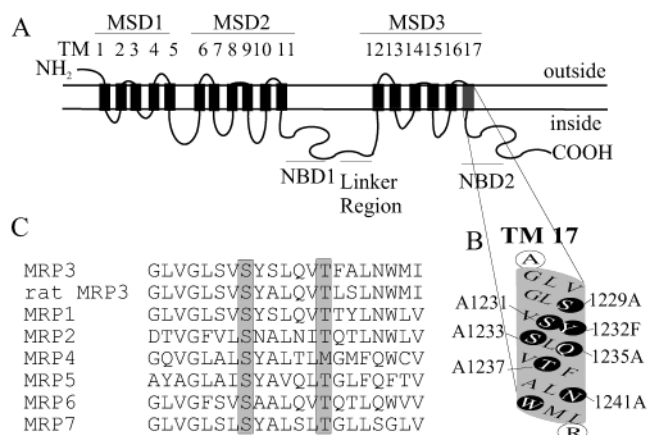 A
MSD1 MSD2 MSD3
TM 1 2 3 4 5 6 7 8 9 10 11 12 13 14 15 16 17
NH2
outside
inside
COOH
NBD1 Linker Region NBD2
C
MRP3 GLVGLSVSYSLQVTFALNWMI
rat MRP3 GLVGLSVSYALQVTLSLNWMI
MRP1 GLVGLSVSYSLQVTTYLNWLV
MRP2 DTVGFVLSNALNITQTLNWLV
MRP4 GQVGLALSYALTLMGMFQWCV
MRP5 AYAGLAISYAVQLTGLFQFTV
MRP6 VGFSVSAALQVTQTLQWVV
MRP7 VGLSLSYALSLTGLLSGLV
B TM 17
A
G L V
G L S 1229A
A1231 V S Y 1232F
A1233 S L Q 1235A
A1237 V T F
A L N 1241A
W M I
B